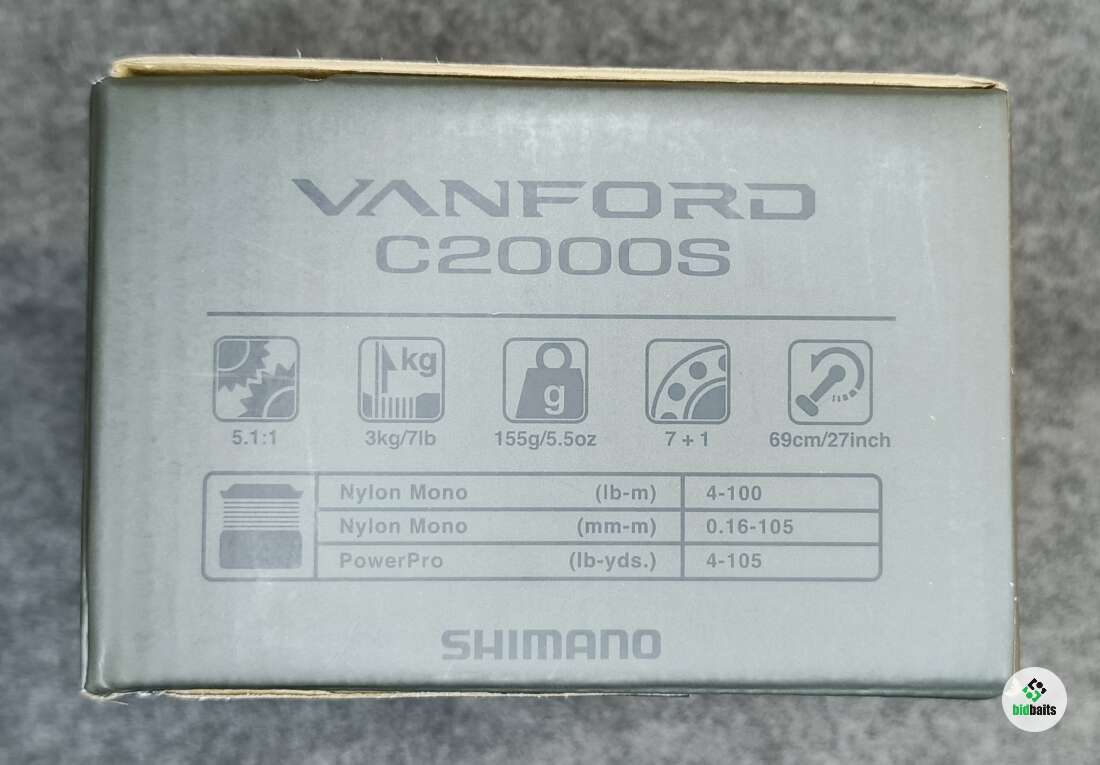 VANFORD
C2000S
kg
g
5.1:1 3kg/7lb 155g/5.5oz 7 + 1 69cm/27inch
Nylon Mono (lb-m) 4-100
Nylon Mono (mm-m) 0.16-105
PowerPro (lb-yds.) 4-105
SHIMANO
bidbaits